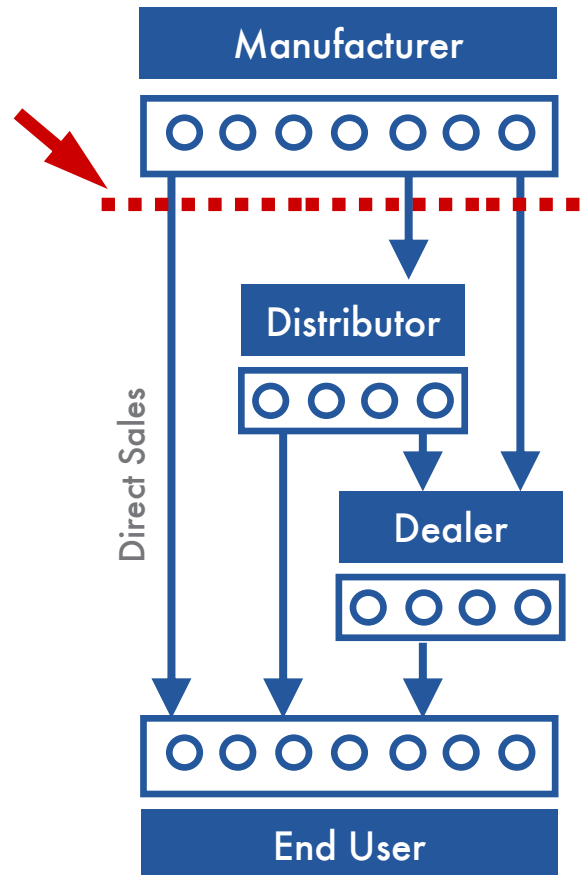 Manufacturer
Distributor
Direct Sales
Dealer
End User